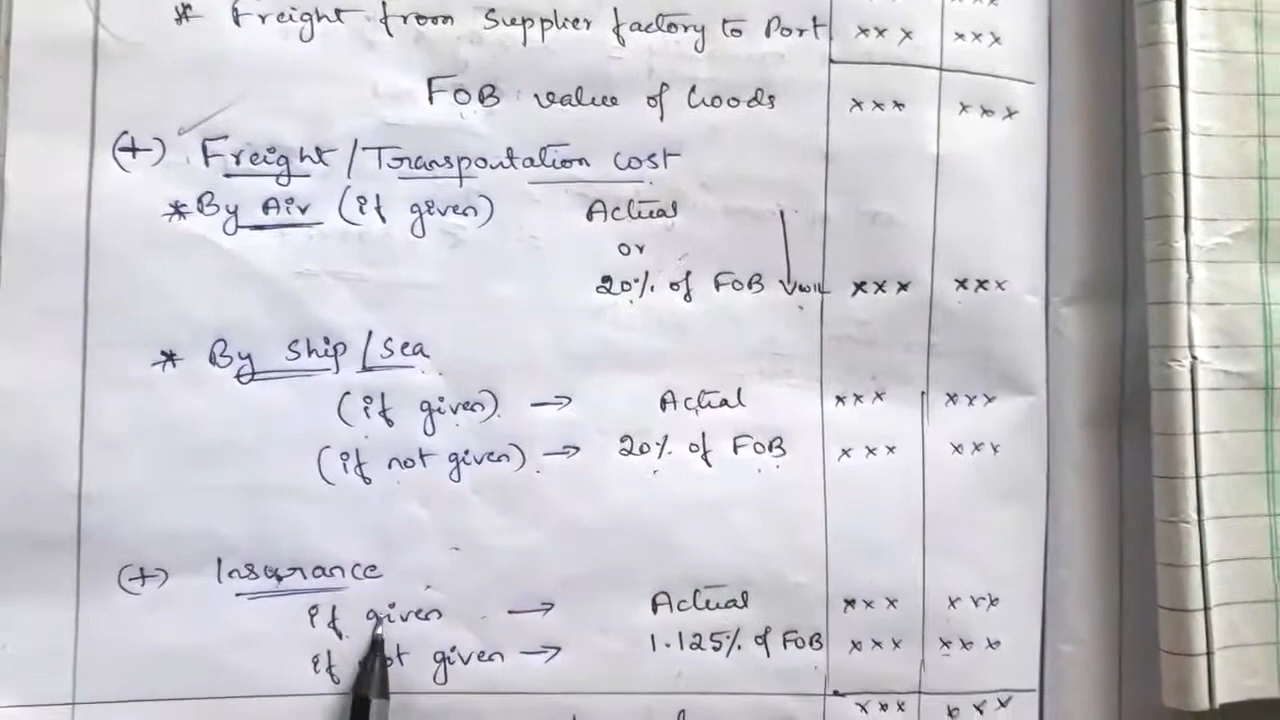 * Freight from Supplier factory to Port xxx xxx
FOB value of Goods xxx xxx
(+) Freight / Transportation cost
* By Air (if given) Actual
or
20% of FOB xxx xxx
* By Ship / Sea
(if given) → Actual xxx xxx
(if not given) → 20% of FOB xxx xxx
(+) Insurance
if given → Actual xxx xxx
if not given → 1.125% of FOB xxx xxx
xxx xxx